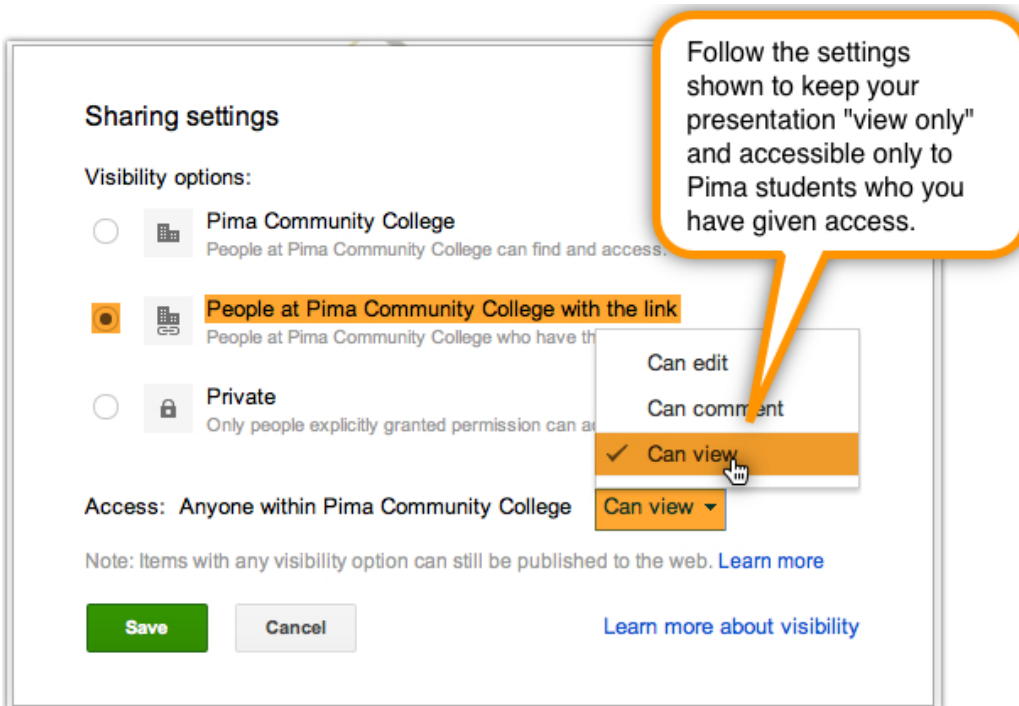 Follow the settings
shown to keep your
presentation "view only"
and accessible only to
Pima students who you
have given access.
Sharing settings
Visibility options:
Pima Community College
People at Pima Community College can find and access.
People at Pima Community College with the link
People at Pima Community College who have th
Private
Only people explicitly granted permission can a
Can edit
Can comment
Can view
Access: Anyone within Pima Community College Can view
Note: Items with any visibility option can still be published to the web. Learn more
Save Cancel Learn more about visibility